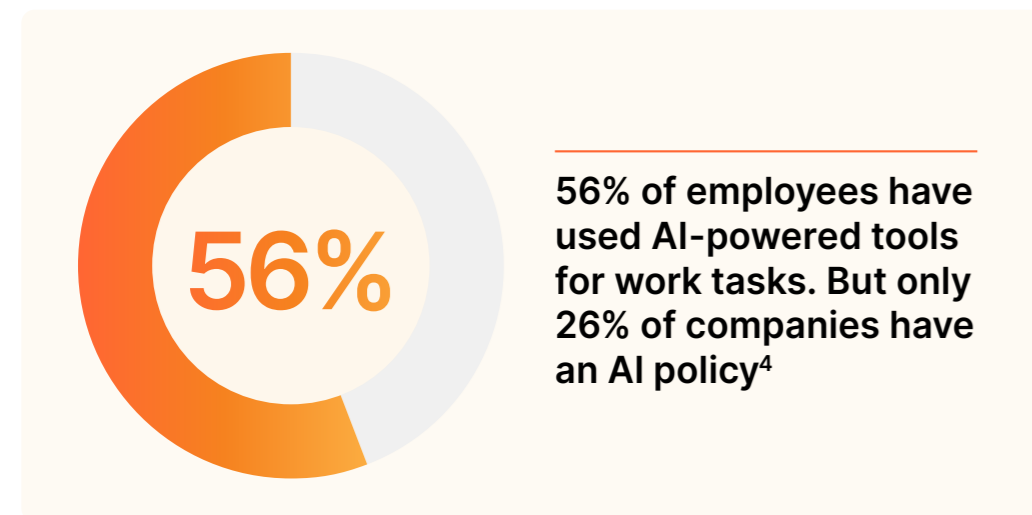 56%
56% of employees have
used AI-powered tools
for work tasks. But only
26% of companies have
an AI policy⁴